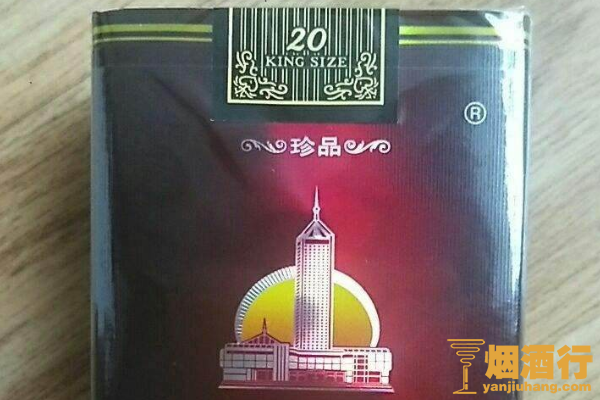 20
KING SIZE
®
珍品
烟酒行
yanjiuhang.com